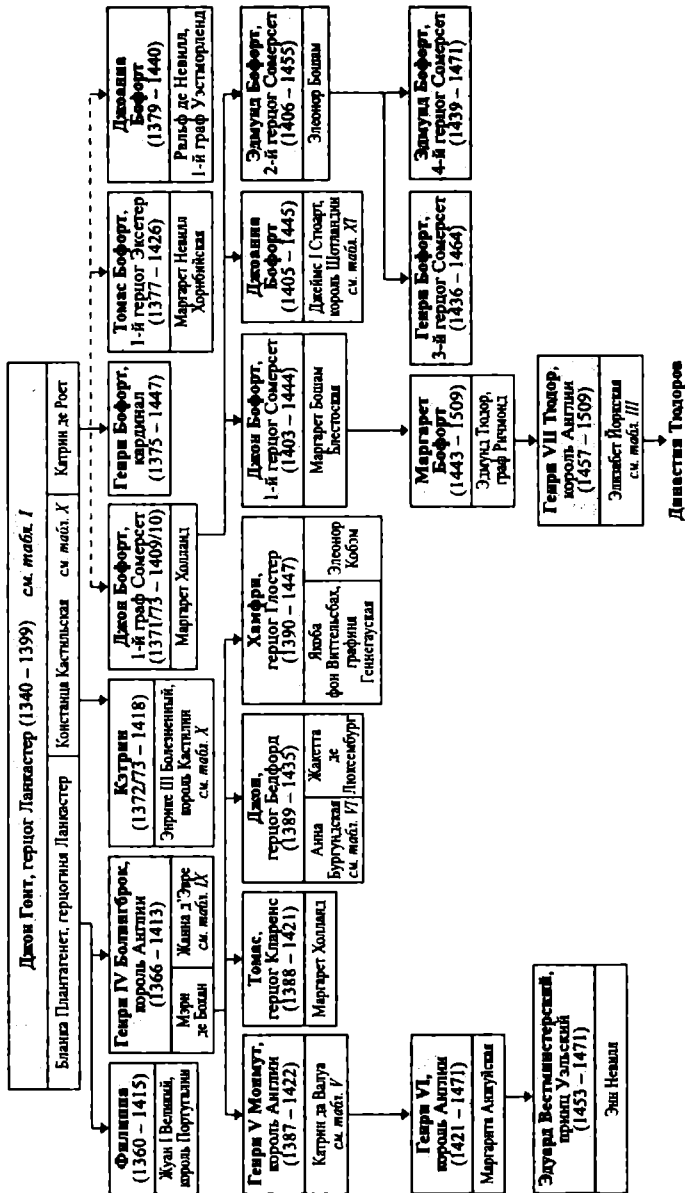 Джон Гонт, герцог Ланкастер (1340 – 1399) см. табл. I
Бланка Плантагенет, герцогиня Ланкастер
Констанца Кастильская см табл. X
Кэтрин де Роет
Филиппа
(1360 – 1415)
Жуан I Великий,
король Португалии
Генри IV Болингброк,
король Англии
(1366 – 1413)
Мэри
де Бохан
Жанна д'Эвре
см. табл. IX
Кэтрин
(1372/73 – 1418)
Энрике III Болезненный,
король Кастилии
см. табл. X
Джон Бофорт,
1-й граф Сомерсет
(1371/73 – 1409/10)
Маргарет Холланд
Генри Бофорт,
кардинал
(1375 – 1447)
Томас Бофорт,
1-й герцог Эксетер
(1377 – 1426)
Маргарет Невилл
Хорнбийская
Джоанна
Бофорт
(1379 – 1440)
Ральф де Невилл,
1-й граф Уэстморленд
Генри V Монмут,
король Англии
(1387 – 1422)
Кэтрин да Валуа
см. табл. V
Томас,
герцог Кларенс
(1388 – 1421)
Маргарет Холланд
Джон,
герцог Бедфорд
(1389 – 1435)
Анна
Бургундская
см. табл. VI
Жакетта
де
Люксембург
Хамфри,
герцог Глостер
(1390 – 1447)
Якоба
фон Виттельсбах,
графиня
Геннегауская
Элеонор
Кобэм
Джон Бофорт,
1-й герцог Сомерсет
(1403 – 1444)
Маргарет Бошам
Блестоская
Джоанна
Бофорт
(1405 – 1445)
Джеймс I Стюарт,
король Шотландии
см. табл. XI
Эдмунд Бофорт,
2-й герцог Сомерсет
(1406 – 1455)
Элеонор Бошам
Генри VI,
король Англии
(1421 – 1471)
Маргарита Анжуйская
Маргарет
Бофорт
(1443 – 1509)
Эдмунд Тюдор,
граф Ричмонд
Генри Бофорт,
3-й герцог Сомерсет
(1436 – 1464)
Эдмунд Бофорт,
4-й герцог Сомерсет
(1439 – 1471)
Эдуард Вестминстерский,
принц Уэльский
(1453 – 1471)
Энн Невилл
Генри VII Тюдор,
король Англии
(1457 – 1509)
Элизабет Йоркская
см. табл. III
Династия Тюдоров